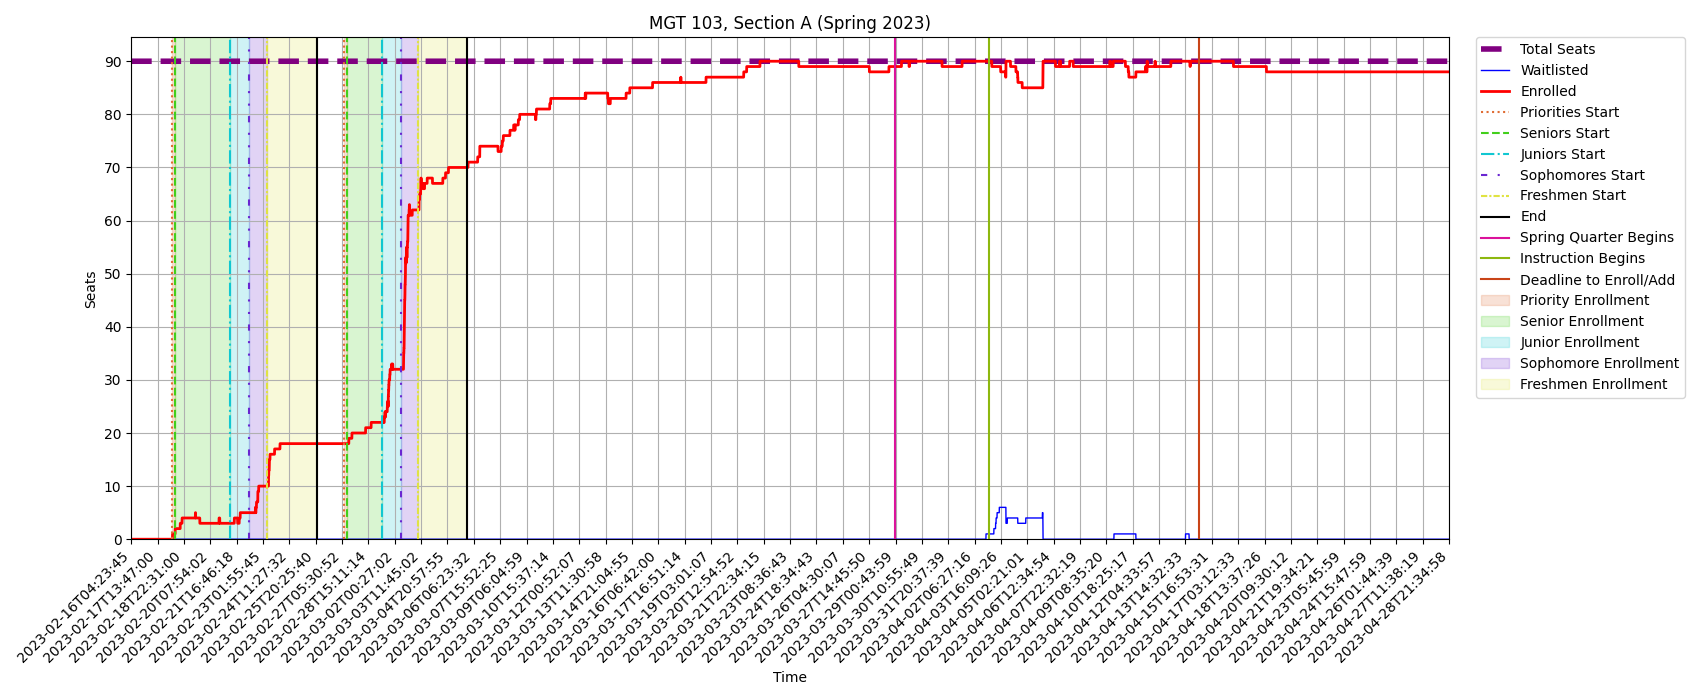 MGT 103, Section A (Spring 2023)
Seats
90
80
70
60
50
40
30
20
10
0
2023-02-16T04:23:45
2023-02-17T13:47:00
2023-02-18T22:31:00
2023-02-20T07:54:02
2023-02-21T16:46:18
2023-02-23T01:55:45
2023-02-24T11:27:32
2023-02-25T20:25:40
2023-02-27T05:30:52
2023-02-28T15:11:14
2023-03-02T00:27:02
2023-03-03T11:45:02
2023-03-04T20:57:55
2023-03-06T06:23:32
2023-03-07T15:52:25
2023-03-09T06:04:59
2023-03-10T15:37:14
2023-03-12T00:52:07
2023-03-13T11:30:58
2023-03-14T21:04:55
2023-03-16T06:42:00
2023-03-17T16:51:14
2023-03-19T03:01:07
2023-03-20T12:54:52
2023-03-21T22:34:15
2023-03-23T08:36:43
2023-03-24T18:34:43
2023-03-26T04:30:07
2023-03-27T14:45:50
2023-03-29T00:43:59
2023-03-30T10:55:49
2023-03-31T20:37:39
2023-04-02T06:27:16
2023-04-03T16:09:26
2023-04-05T02:21:01
2023-04-06T12:34:54
2023-04-07T22:32:19
2023-04-09T08:35:20
2023-04-10T18:25:17
2023-04-12T04:33:57
2023-04-13T14:32:33
2023-04-15T16:53:31
2023-04-17T03:12:33
2023-04-18T13:37:26
2023-04-20T09:30:12
2023-04-21T19:34:21
2023-04-23T05:45:59
2023-04-24T15:47:59
2023-04-26T01:44:39
2023-04-27T11:38:19
2023-04-28T21:34:58
Time
Total Seats
Waitlisted
Enrolled
Priorities Start
Seniors Start
Juniors Start
Sophomores Start
Freshmen Start
End
Spring Quarter Begins
Instruction Begins
Deadline to Enroll/Add
Priority Enrollment
Senior Enrollment
Junior Enrollment
Sophomore Enrollment
Freshmen Enrollment